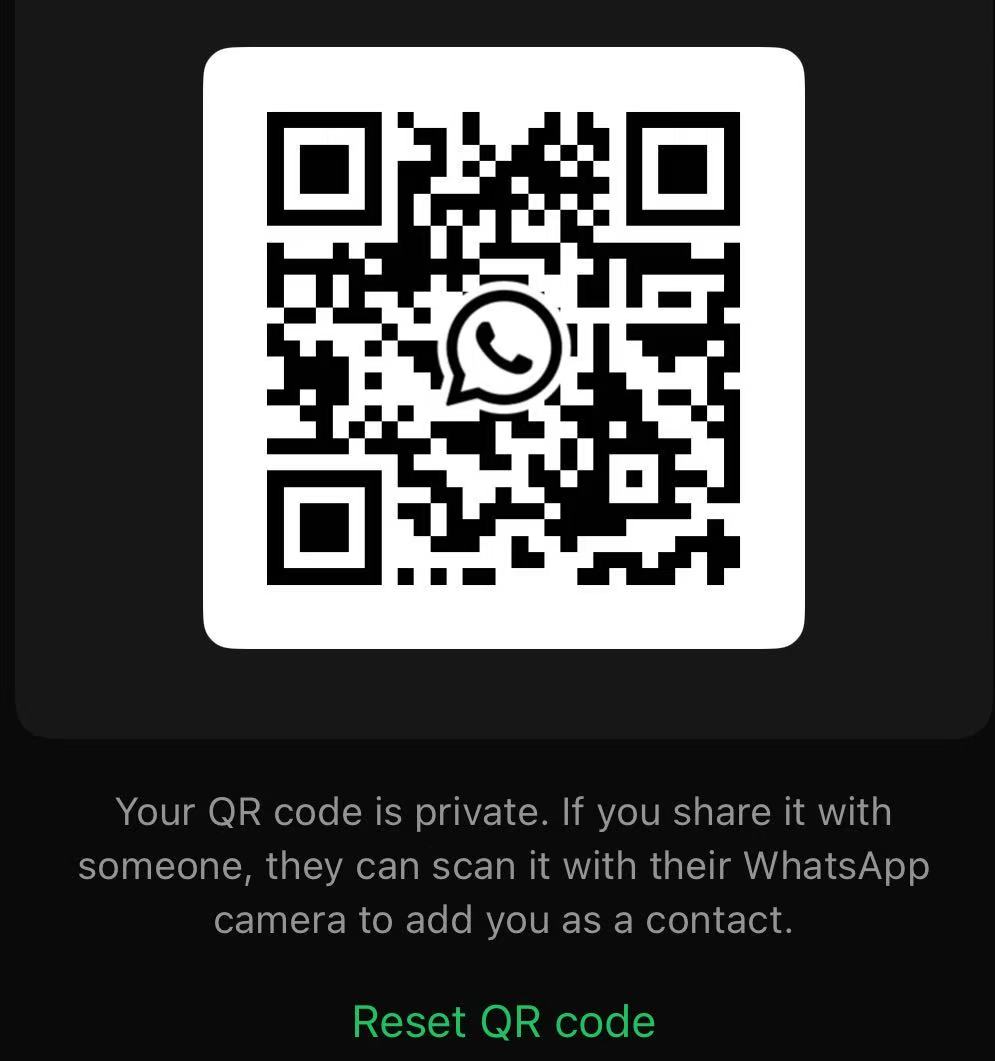 Your QR code is private. If you share it with
someone, they can scan it with their WhatsApp
camera to add you as a contact.
Reset QR code